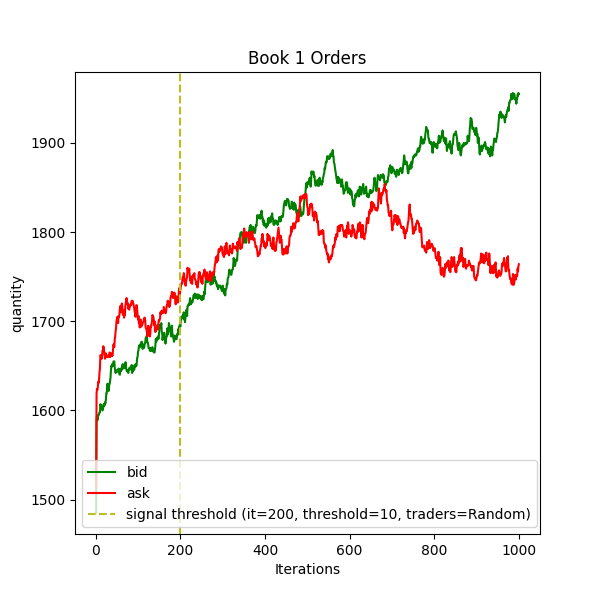 Book 1 Orders
quantity
1900
1800
1700
1600
1500
bid
ask
signal threshold (it=200, threshold=10, traders=Random)
0 200 400 600 800 1000
Iterations